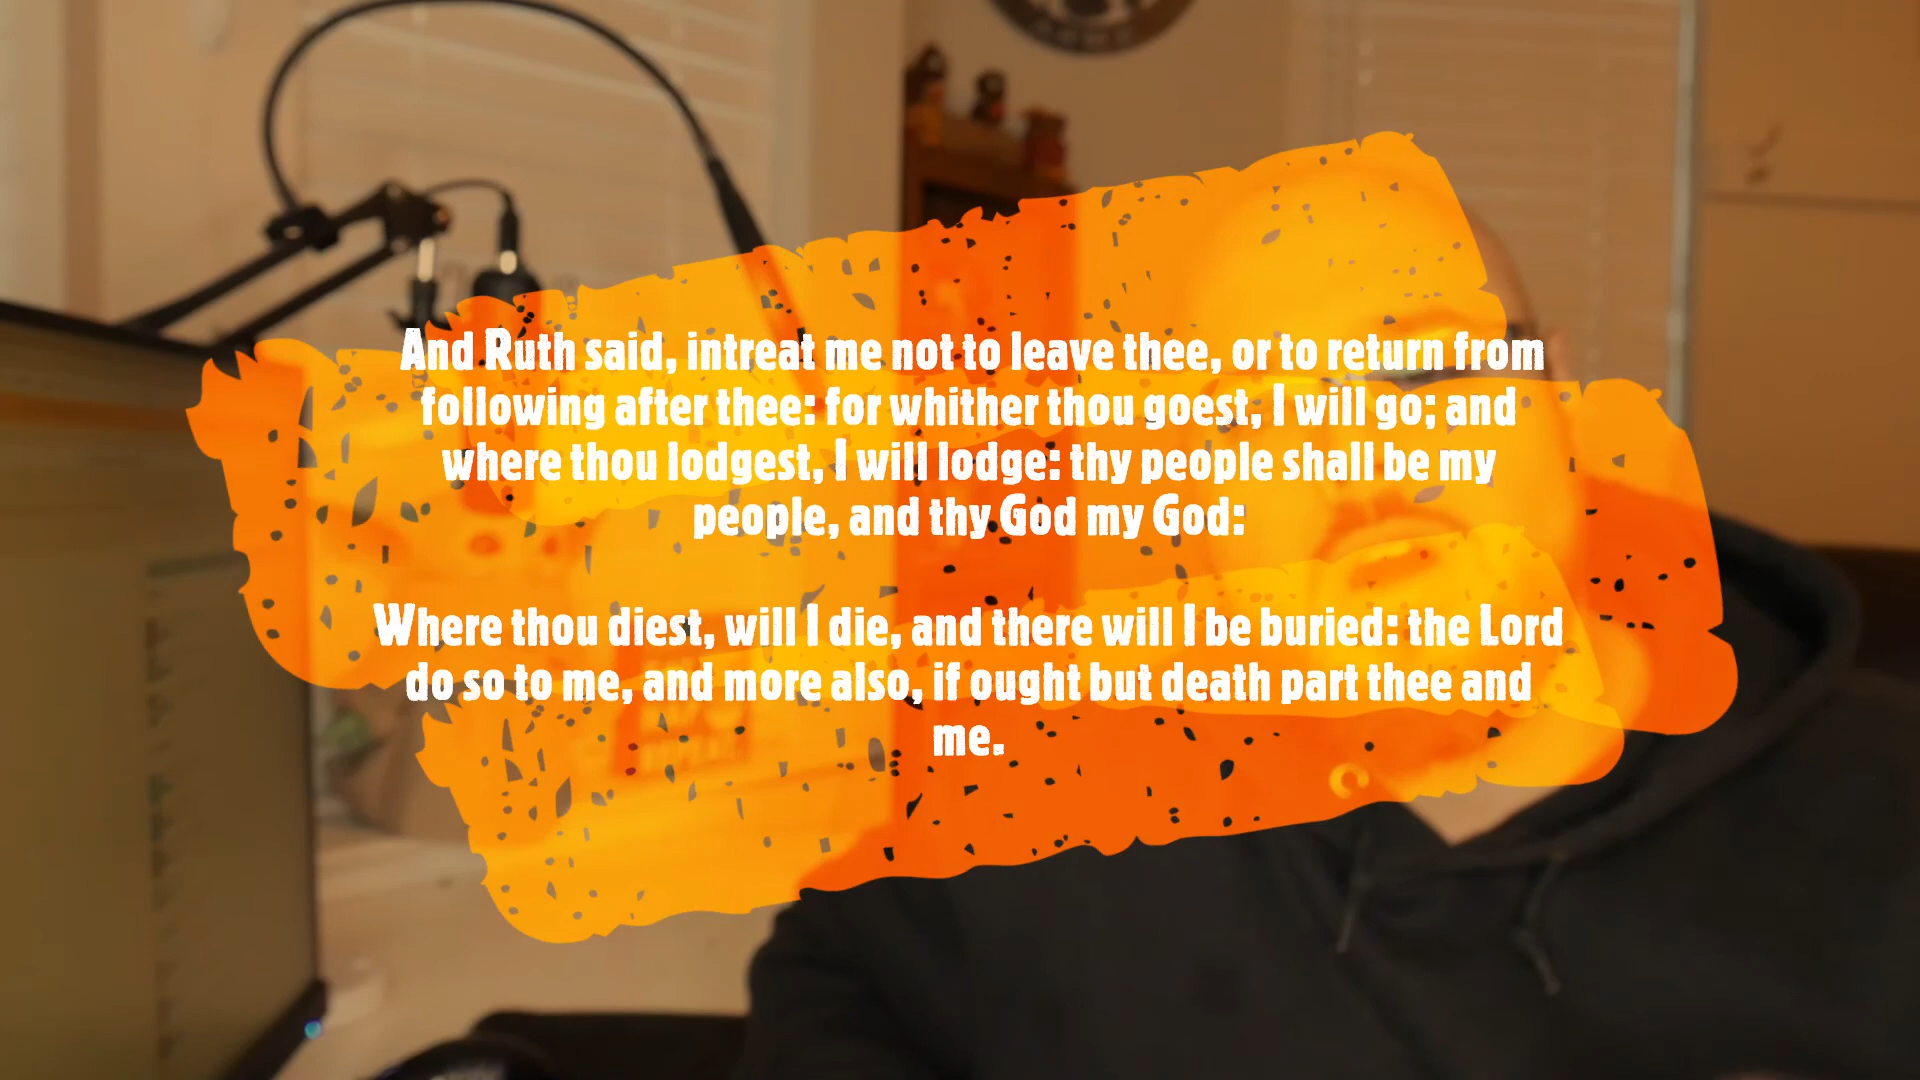 And Ruth said, intreat me not to leave thee, or to return from
following after thee: for whither thou goest, I will go; and
where thou lodgest, I will lodge: thy people shall be my
people, and thy God my God:
Where thou diest, will I die, and there will I be buried: the Lord
do so to me, and more also, if ought but death part thee and
me.